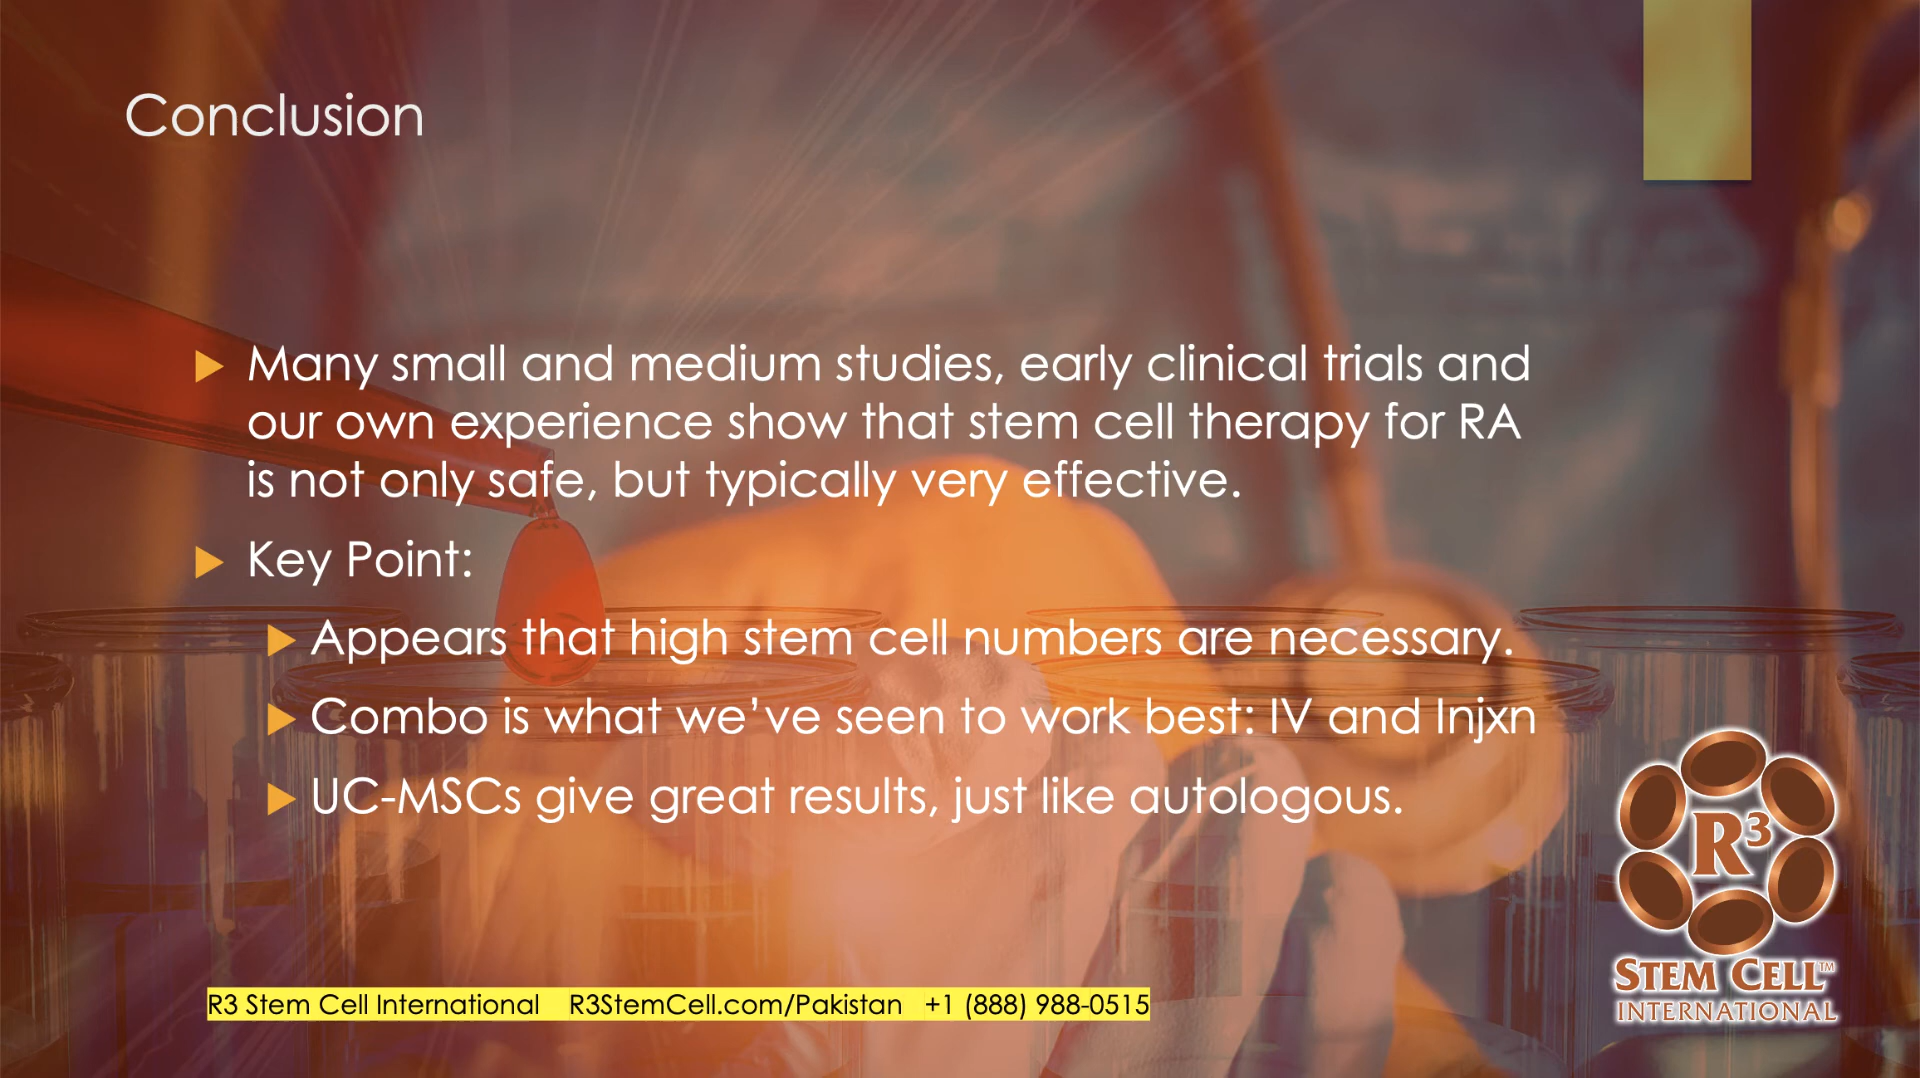 Conclusion
Many small and medium studies, early clinical trials and
our own experience show that stem cell therapy for RA
is not only safe, but typically very effective.
Key Point:
Appears that high stem cell numbers are necessary.
Combo is what we’ve seen to work best: IV and Injxn
UC-MSCs give great results, just like autologous.
R3 Stem Cell International R3StemCell.com/Pakistan +1 (888) 988-0515
R³
STEM CELL™
INTERNATIONAL